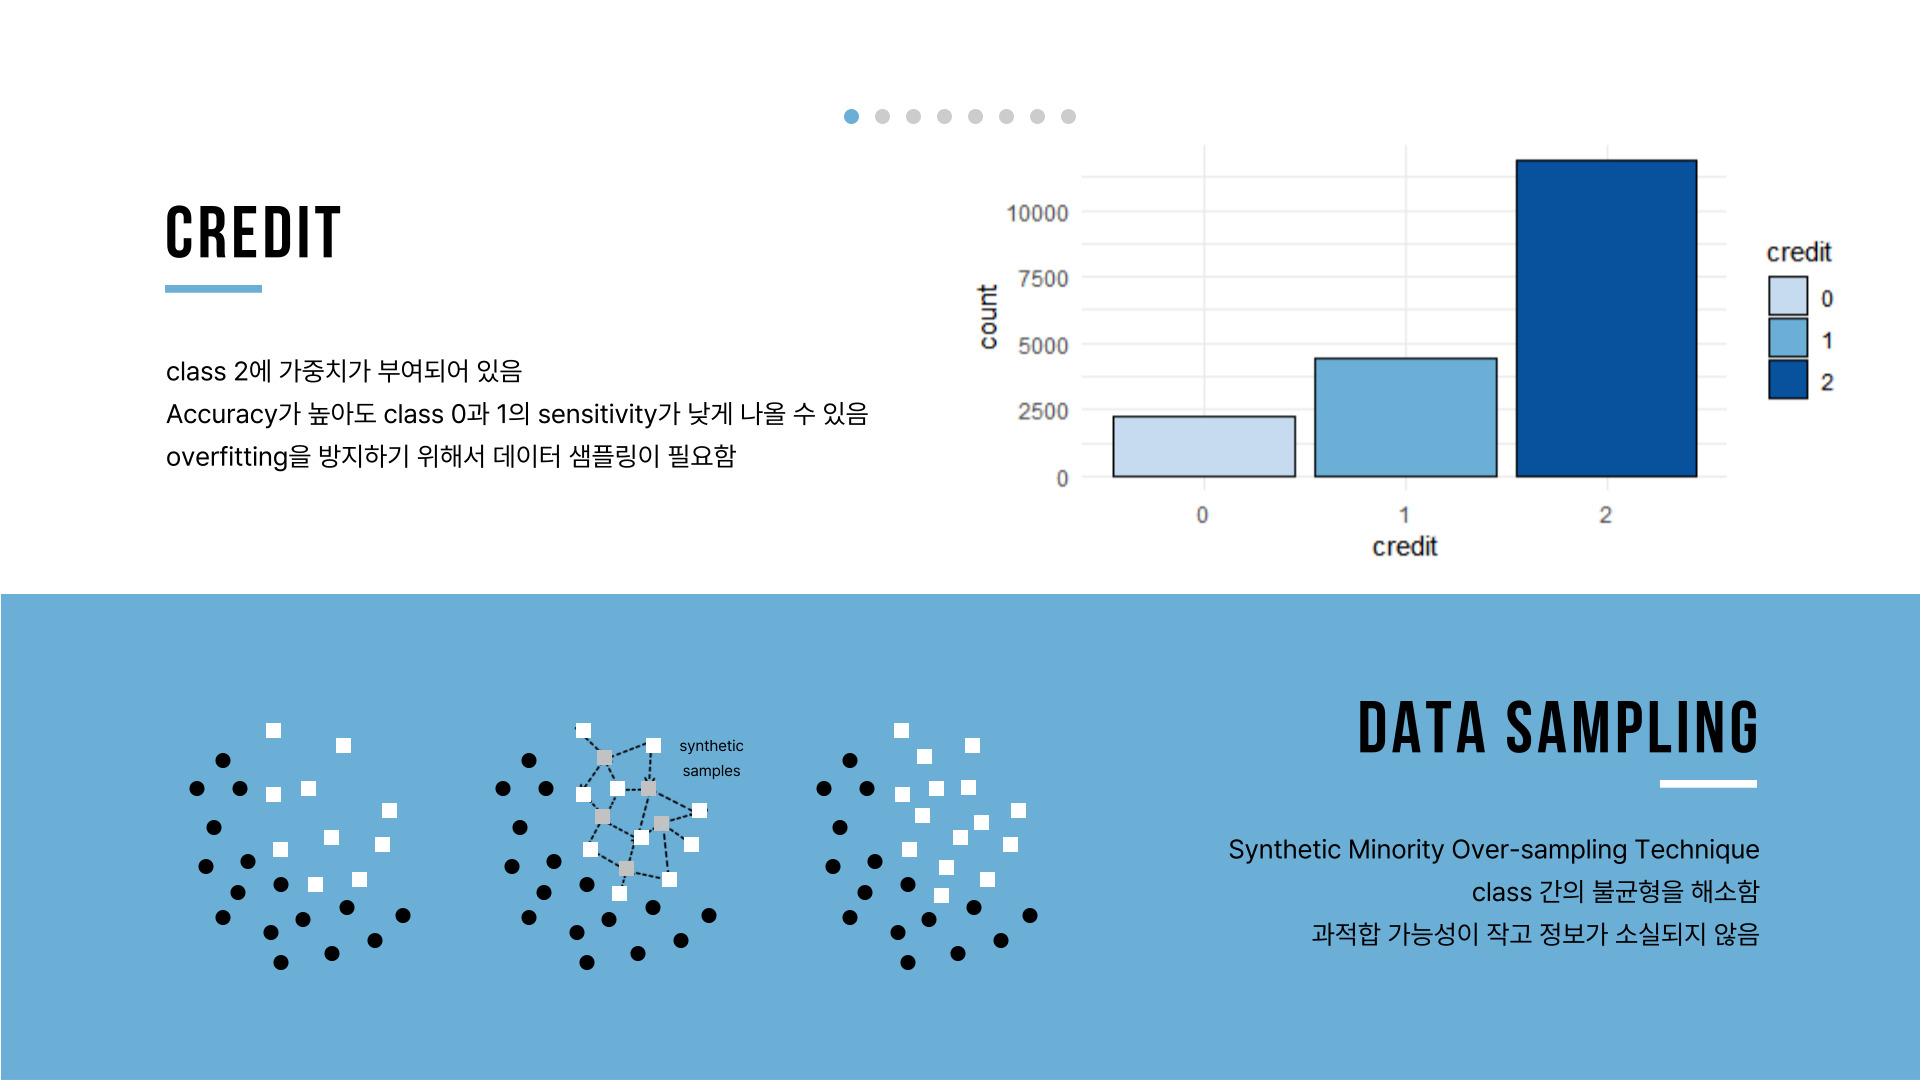 CREDIT
class 2에 가중치가 부여되어 있음
Accuracy가 높아도 class 0과 1의 sensitivity가 낮게 나올 수 있음
overfitting을 방지하기 위해서 데이터 샘플링이 필요함
count
10000
7500
5000
2500
0
0 1 2
credit
credit
0
1
2
synthetic
samples
DATA SAMPLING
Synthetic Minority Over-sampling Technique
class 간의 불균형을 해소함
과적합 가능성이 작고 정보가 소실되지 않음